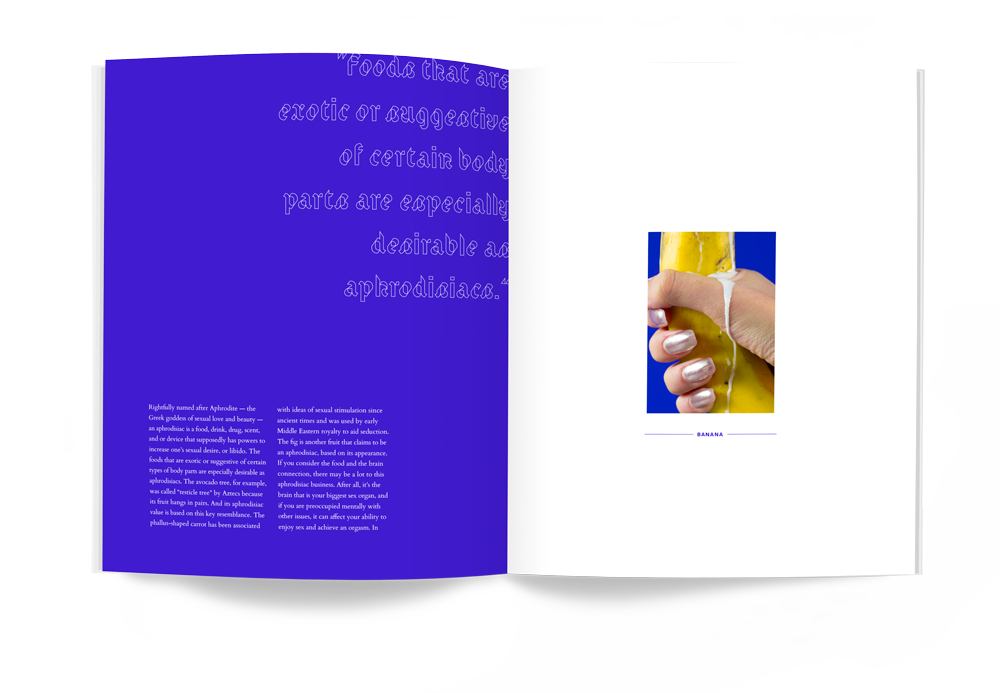 "Foods that are
exotic or suggestive
of certain body
parts are especially
desirable as
aphrodisiacs.“
Rightfully named after Aphrodite — the
Greek goddess of sexual love and beauty —
an aphrodisiac is a food, drink, drug, scent,
and or device that supposedly has powers to
increase one's sexual desire, or libido. The
foods that are exotic or suggestive of certain
types of body parts are especially desirable as
aphrodisiacs. The avocado tree, for example,
was called "testicle tree" by Aztecs because
its fruit hangs in pairs. And its aphrodisiac
value is based on this key resemblance. The
phallus-shaped carrot has been associated
with ideas of sexual stimulation since
ancient times and was used by early
Middle Eastern royalty to aid seduction.
The fig is another fruit that claims to be
an aphrodisiac, based on its appearance.
If you consider the food and the brain
connection, there may be a lot to this
aphrodisiac business. After all, it's the
brain that is your biggest sex organ, and
if you are preoccupied mentally with
other issues, it can affect your ability to
enjoy sex and achieve an orgasm. In
BANANA